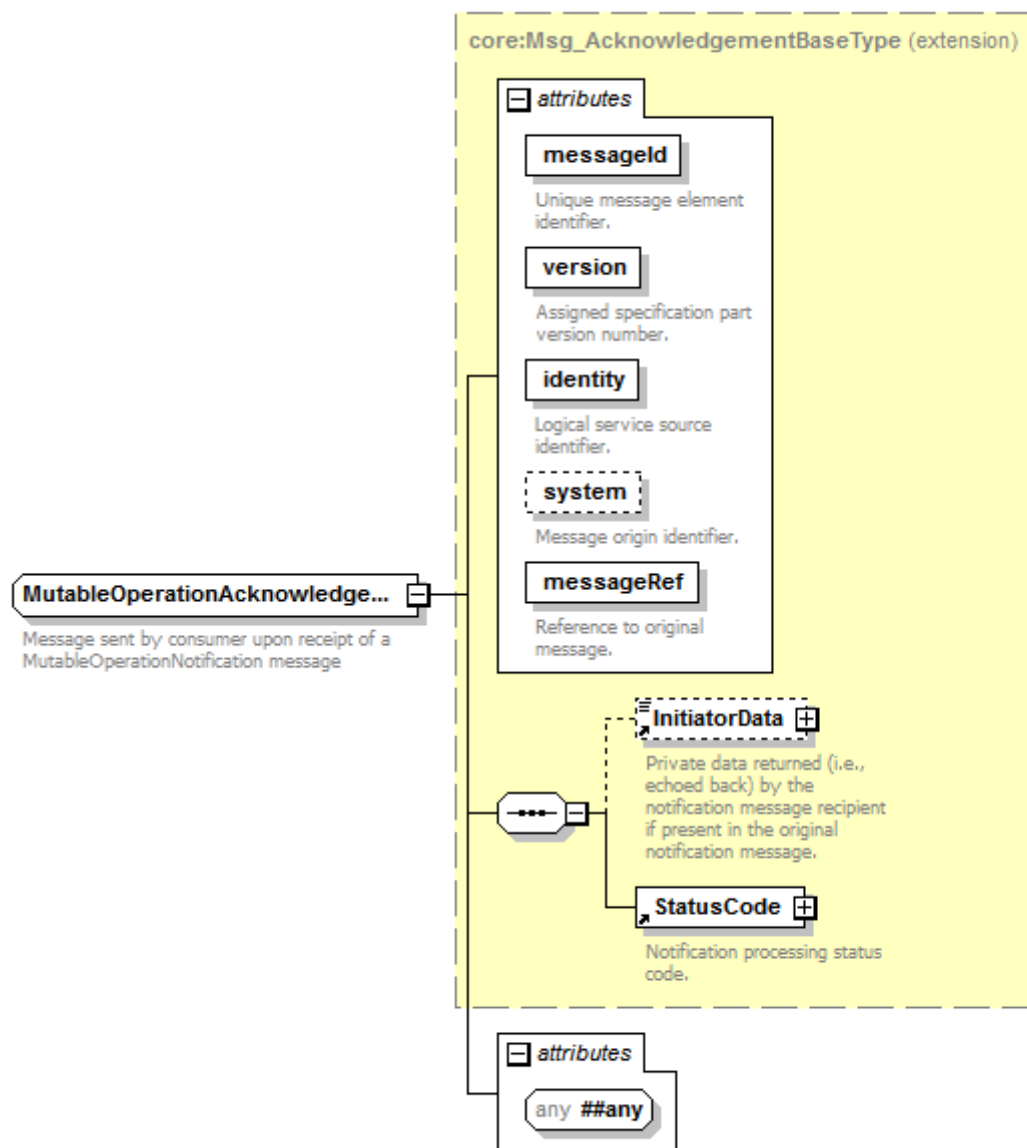 core:Msg_AcknowledgementBaseType (extension)
attributes
messageId
Unique message element
identifier.
version
Assigned specification part
version number.
identity
Logical service source
identifier.
system
Message origin identifier.
messageRef
Reference to original
message.
MutableOperationAcknowledge...
Message sent by consumer upon receipt of a
MutableOperationNotification message
InitiatorData
Private data returned (i.e.,
echoed back) by the
notification message recipient
if present in the original
notification message.
StatusCode
Notification processing status
code.
attributes
any ##any